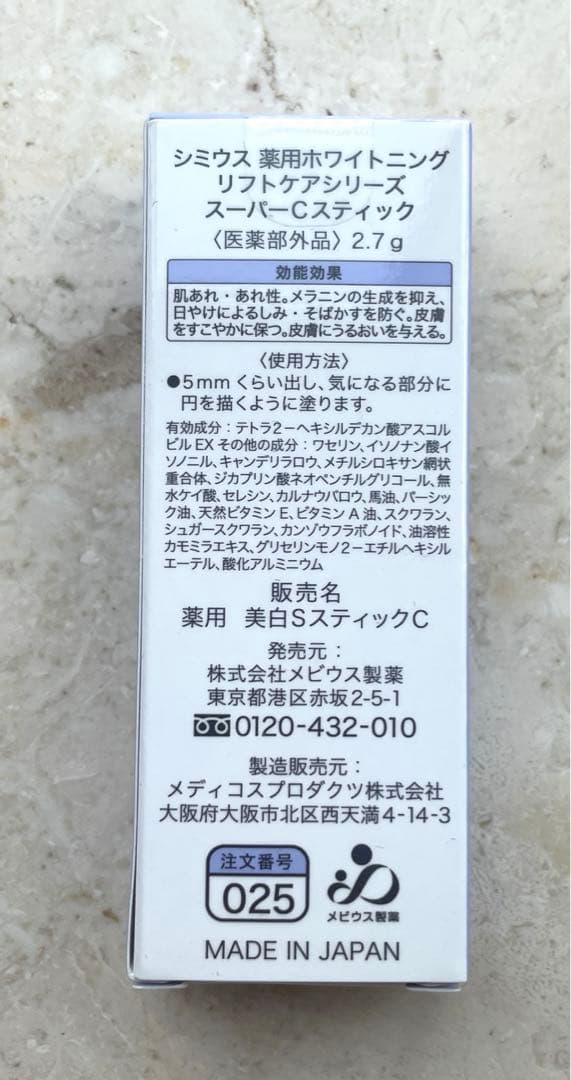 シミウス 薬用ホワイトニング
リフトケアシリーズ
スーパーCスティック
〈医薬部外品〉2.7g
効能効果
肌あれ・あれ性。メラニンの生成を抑え、
日やけによるしみ・そばかすを防ぐ。皮膚
をすこやかに保つ。皮膚にうるおいを与える。
〈使用方法〉
●5mmくらい出し、気になる部分に
円を描くように塗ります。
有効成分：テトラ2−ヘキシルデカン酸アスコル
ビルEX その他の成分：ワセリン、イソノナン酸イ
ソノニル、キャンデリラロウ、メチルシロキサン網状
重合体、ジカプリン酸ネオペンチルグリコール、無
水ケイ酸、セレシン、カルナウバロウ、馬油、パーシッ
ク油、天然ビタミンE、ビタミンA油、スクワラン、
シュガースクワラン、カンゾウフラボノイド、油溶性
カモミラエキス、グリセリンモノ2−エチルヘキシル
エーテル、酸化アルミニウム
販売名
薬用 美白SスティックC
発売元：
株式会社メビウス製薬
東京都港区赤坂2-5-1
0120-432-010
製造販売元：
メディコスプロダクツ株式会社
大阪府大阪市北区西天満4-14-3
注文番号
025
メビウス製薬
MADE IN JAPAN